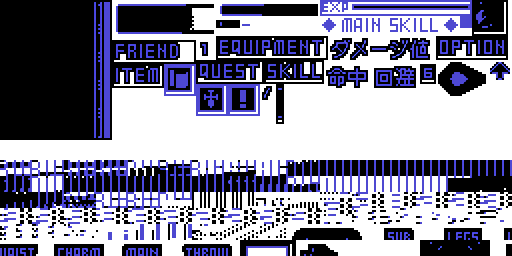 EXP
MAIN SKILL
FRIEND 1 EQUIPMENT ダメージ値 OPTION
ITEM QUEST SKILL 命中 回避 6
!
SUB LEGS
WAIST CHARM MAIN THROW